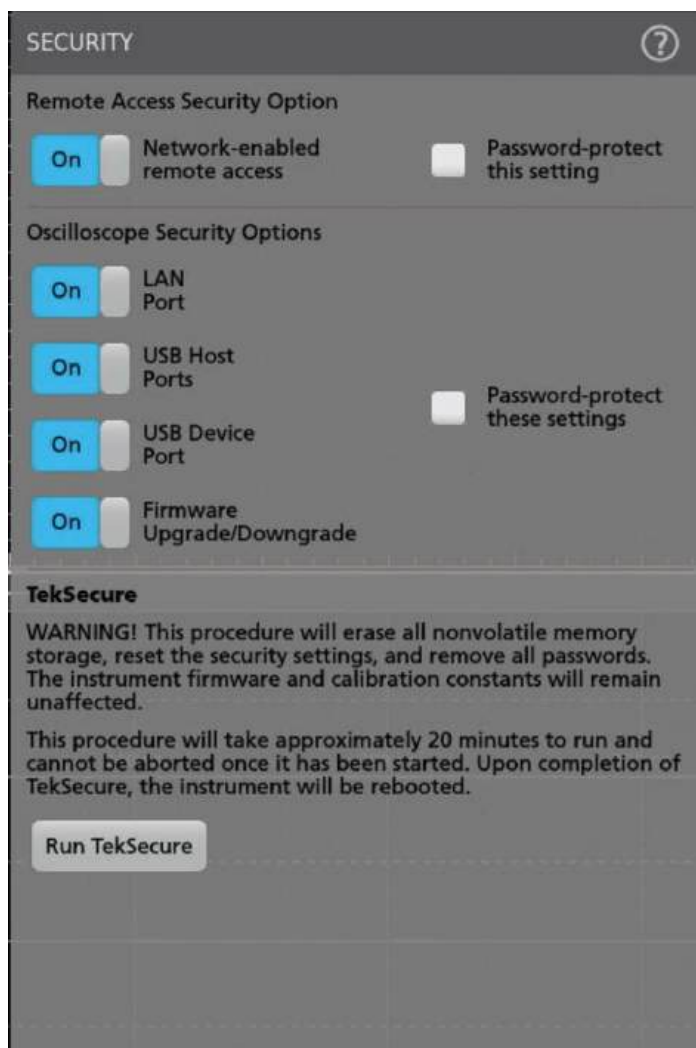 SECURITY
?
Remote Access Security Option
On
Network-enabled
remote access
Password-protect
this setting
Oscilloscope Security Options
On
LAN
Port
On
USB Host
Ports
Password-protect
these settings
On
USB Device
Port
On
Firmware
Upgrade/Downgrade
TekSecure
WARNING! This procedure will erase all nonvolatile memory
storage, reset the security settings, and remove all passwords.
The instrument firmware and calibration constants will remain
unaffected.
This procedure will take approximately 20 minutes to run and
cannot be aborted once it has been started. Upon completion of
TekSecure, the instrument will be rebooted.
Run TekSecure